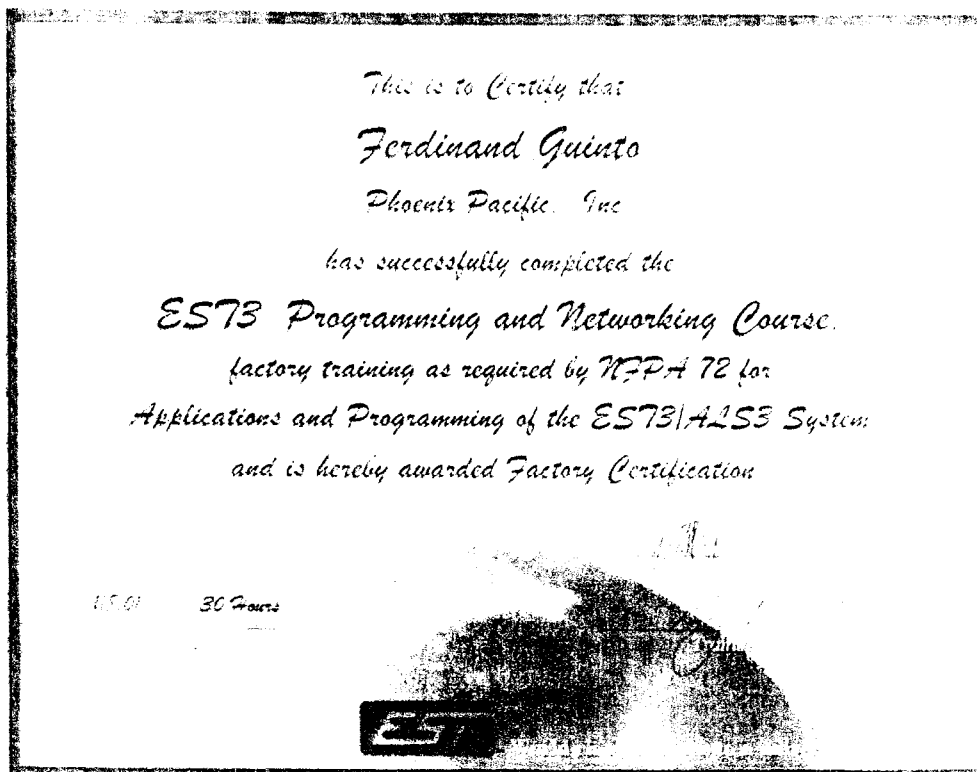 This is to Certify that
Ferdinand Guinto
Phoenix Pacific, Inc
has successfully completed the
EST3 Programming and Networking Course,
factory training as required by NFPA 72 for
Applications and Programming of the EST3/ALS3 System
and is hereby awarded Factory Certification
30 Hours
EST